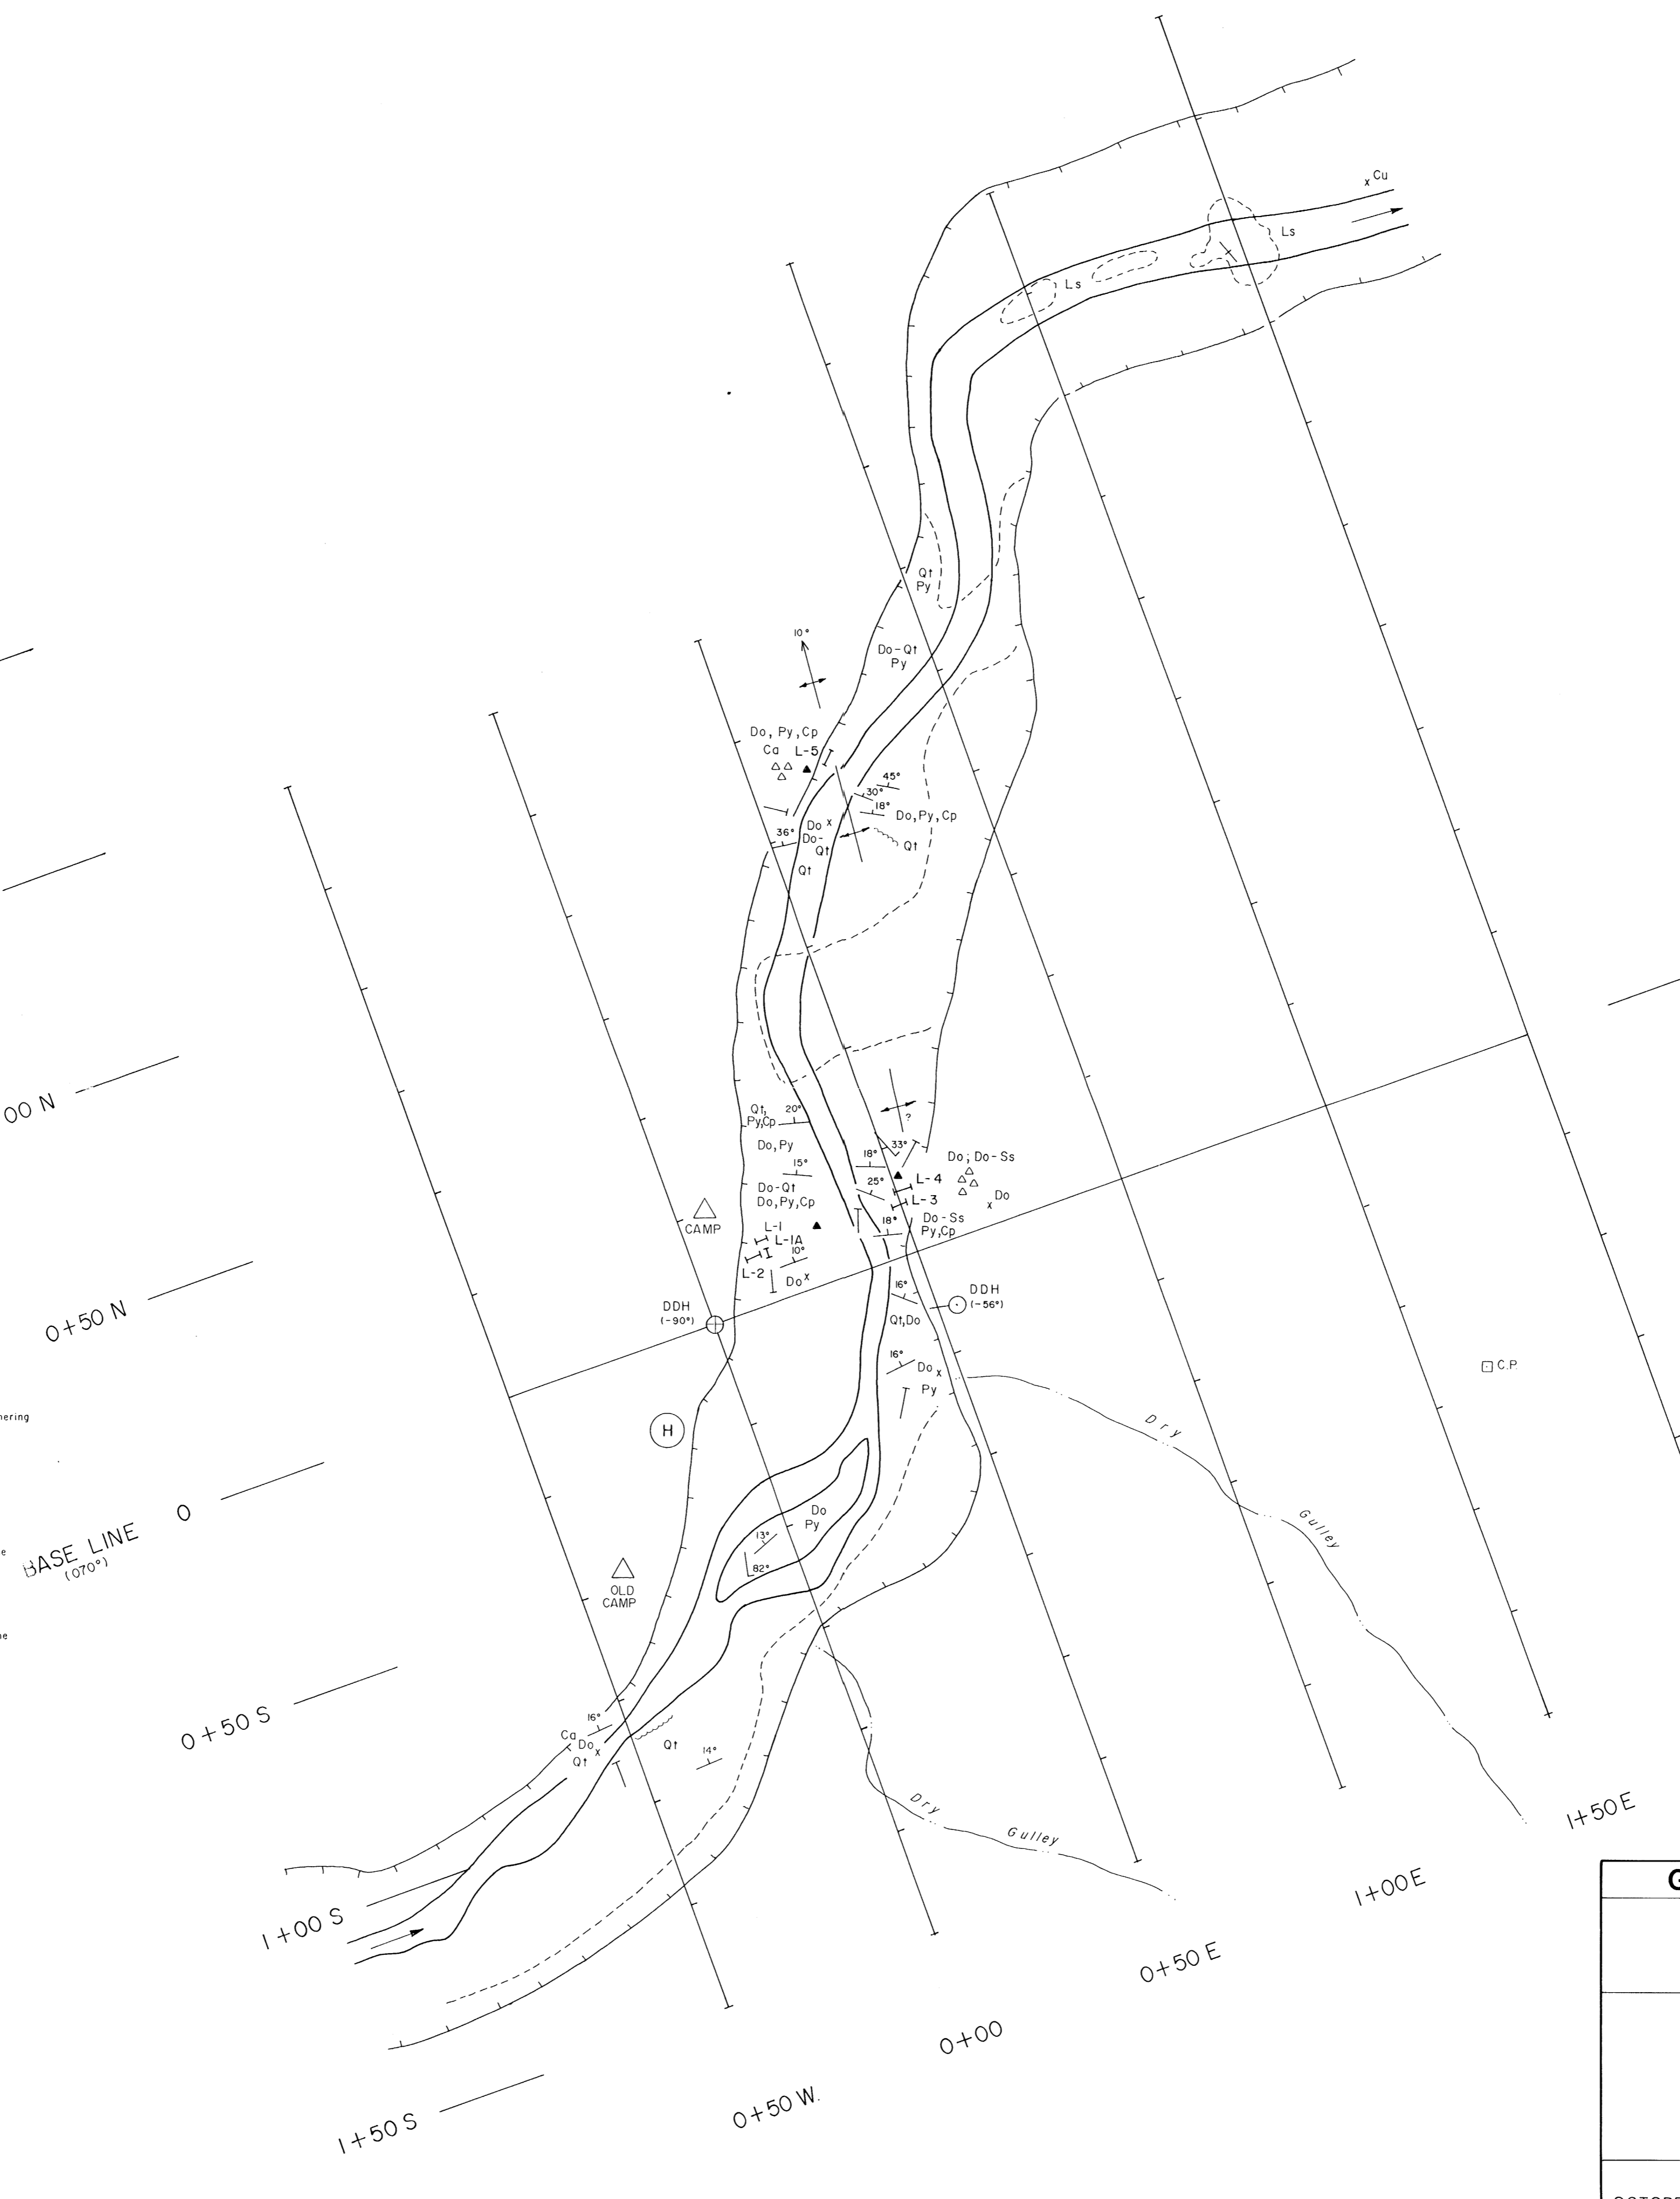 Cu
Ls
Ls
Qt
Py
10°
Do-Qt
Py
Do, Py, Cp
Ca L-5
45°
30°
18°
Do, Py, Cp
36°
Do x
Do-
Qt
Qt
Qt
00 N
Qt,
Py,Cp
20°
?
33°
Do,Py
18°
Do; Do-Ss
15°
L-4
25°
Do-Qt
L-3
x Do
Do,Py,Cp
CAMP
L-1
18°
Do-Ss
Py,Cp
L-1A
10°
L-2
Do x
0+50 N
DDH
(-90°)
16°
DDH
(-56°)
Qt,Do
16°
Do x
C.P.
Py
hering
H
Dry
Gulley
0
BASE LINE
(070°)
Do
Py
13°
82°
OLD
CAMP
0+50 S
16°
Ca
Do x
Qt
Qt
14°
Dry
Gulley
1+50 E
G
1+00 E
1+00 S
0+50 E
0+00
0+50 W.
1+50 S